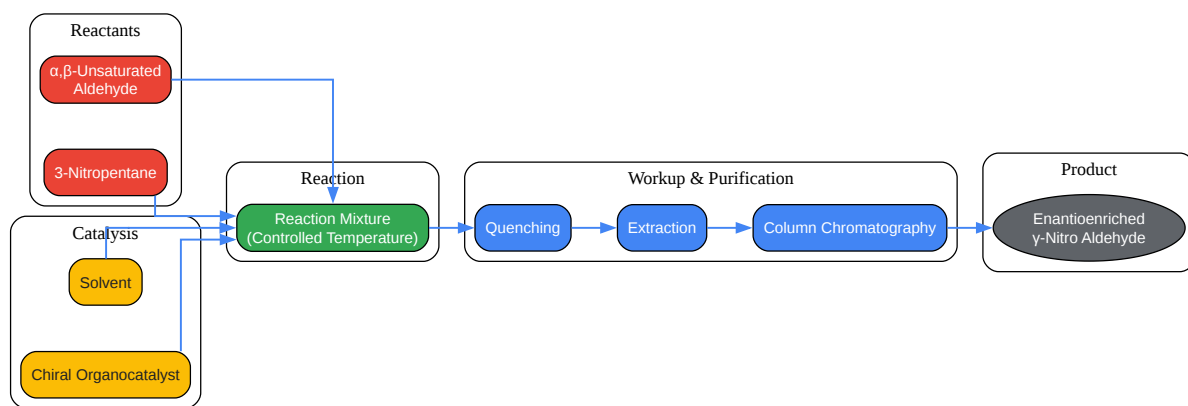 Reactants
α,β-Unsaturated
Aldehyde
3-Nitropentane
Catalysis
Solvent
Chiral Organocatalyst
Reaction
Reaction Mixture
(Controlled Temperature)
Workup & Purification
Quenching
Extraction
Column Chromatography
Product
Enantioenriched
γ-Nitro Aldehyde